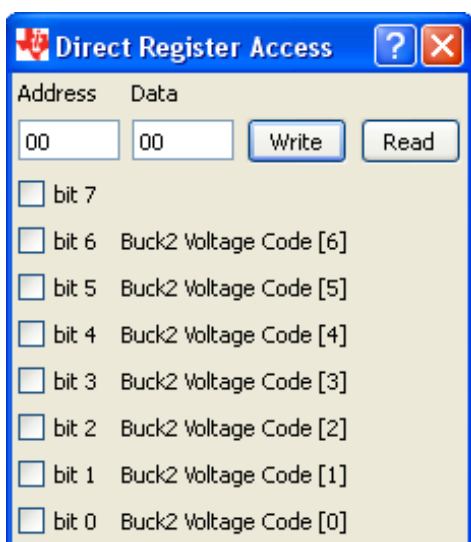 Direct Register Access ?
Address Data
00 00 Write Read
bit 7
bit 6 Buck2 Voltage Code [6]
bit 5 Buck2 Voltage Code [5]
bit 4 Buck2 Voltage Code [4]
bit 3 Buck2 Voltage Code [3]
bit 2 Buck2 Voltage Code [2]
bit 1 Buck2 Voltage Code [1]
bit 0 Buck2 Voltage Code [0]